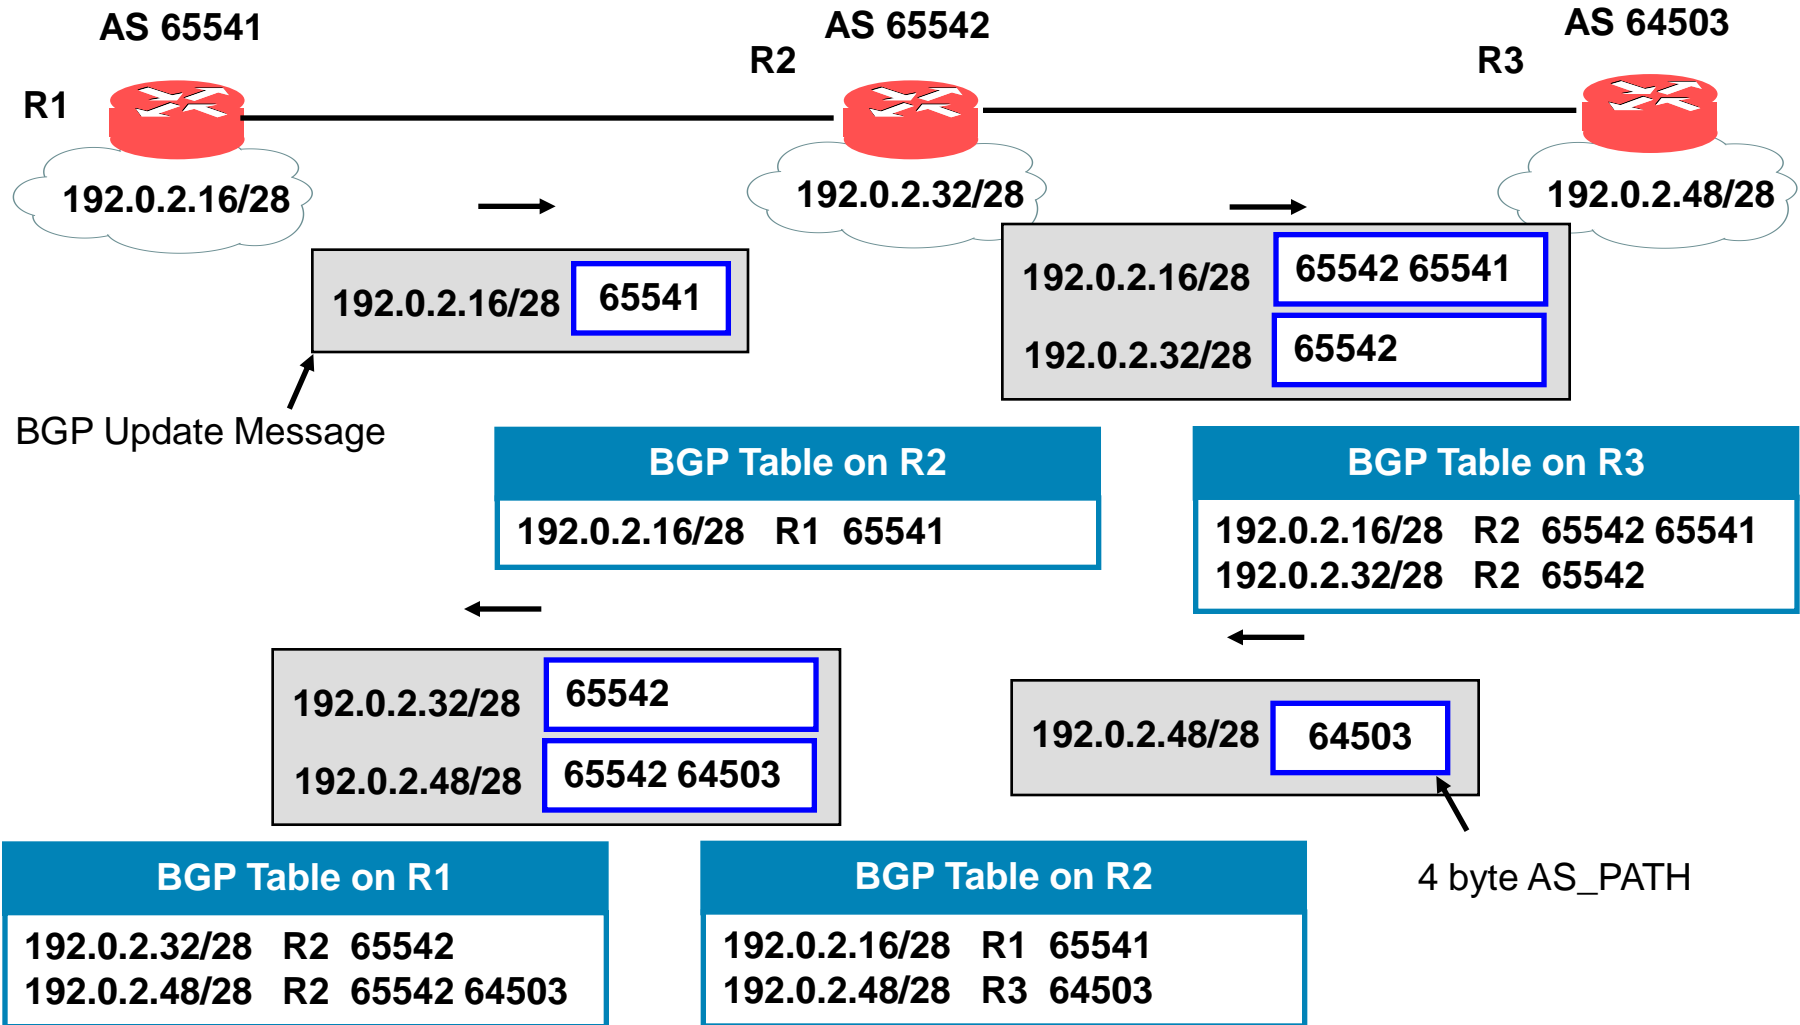 AS 65541
AS 65542
AS 64503
R1
R2
R3
192.0.2.16/28
192.0.2.32/28
192.0.2.48/28
192.0.2.16/28 65541
192.0.2.16/28 65542 65541
192.0.2.32/28 65542
BGP Update Message
BGP Table on R2
192.0.2.16/28 R1 65541
BGP Table on R3
192.0.2.16/28 R2 65542 65541
192.0.2.32/28 R2 65542
192.0.2.32/28 65542
192.0.2.48/28 65542 64503
192.0.2.48/28 64503
4 byte AS_PATH
BGP Table on R1
192.0.2.32/28 R2 65542
192.0.2.48/28 R2 65542 64503
BGP Table on R2
192.0.2.16/28 R1 65541
192.0.2.48/28 R3 64503